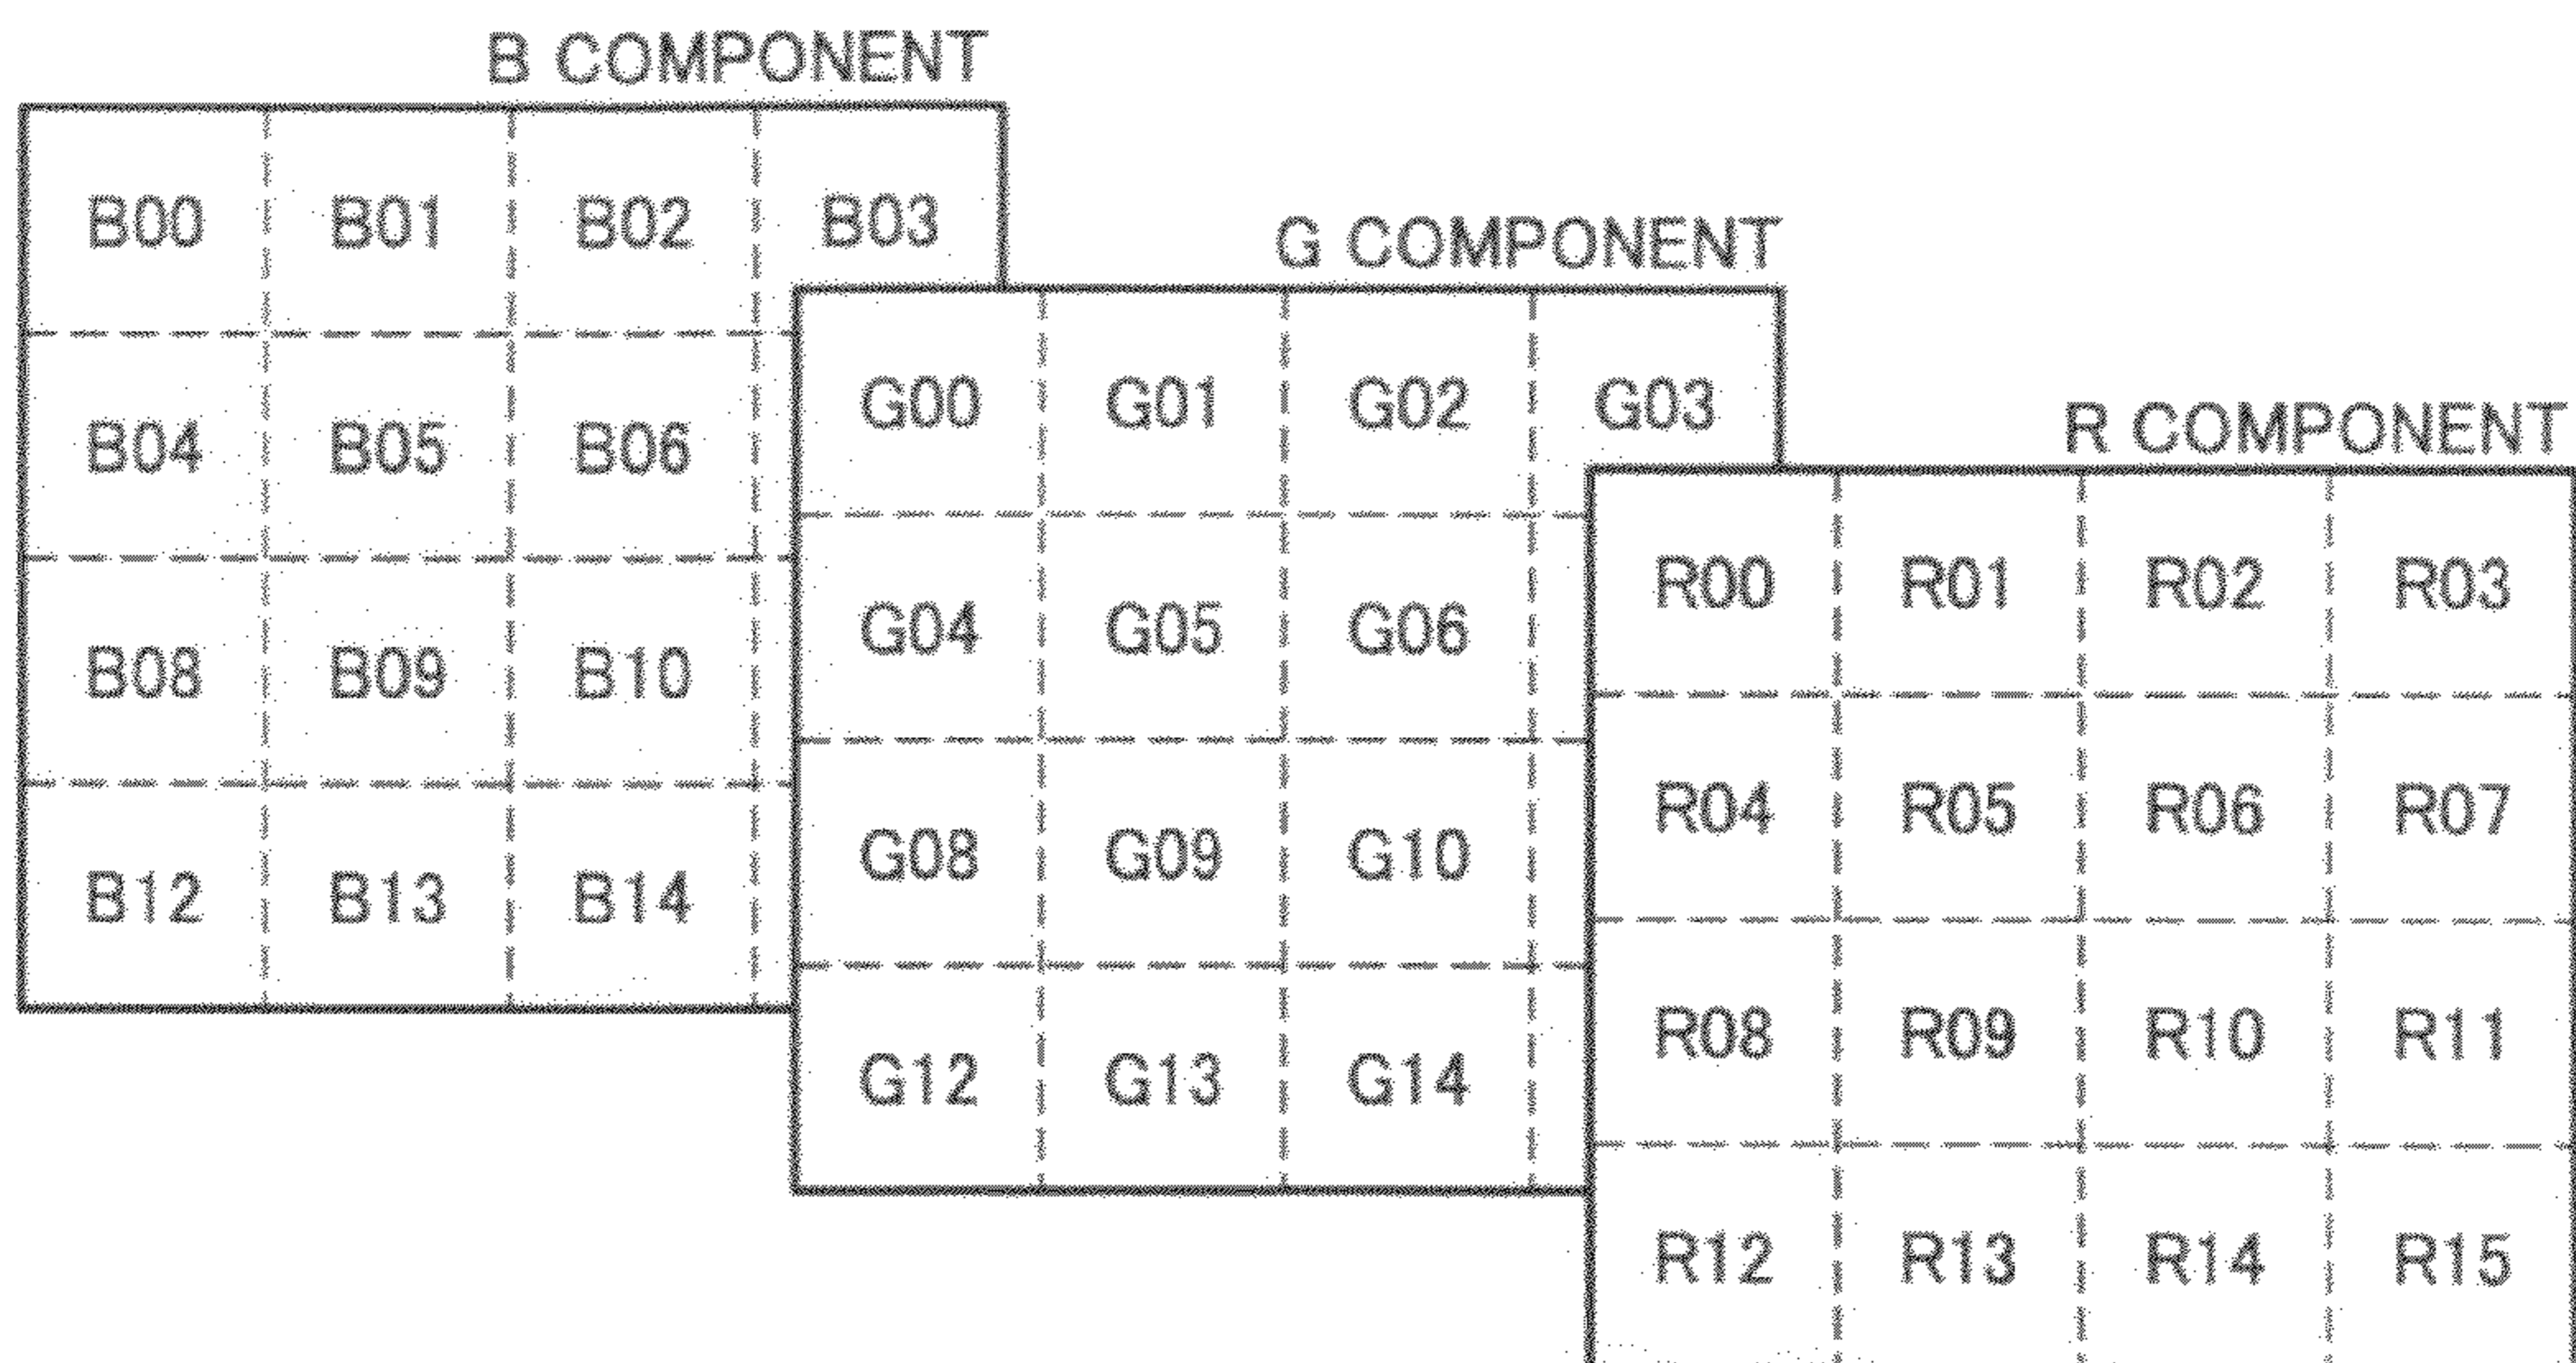 B COMPONENT
B00 B01 B02 B03
B04 B05 B06
B08 B09 B10
B12 B13 B14
G COMPONENT
G00 G01 G02 G03
G04 G05 G06
G08 G09 G10
G12 G13 G14
R COMPONENT
R00 R01 R02 R03
R04 R05 R06 R07
R08 R09 R10 R11
R12 R13 R14 R15